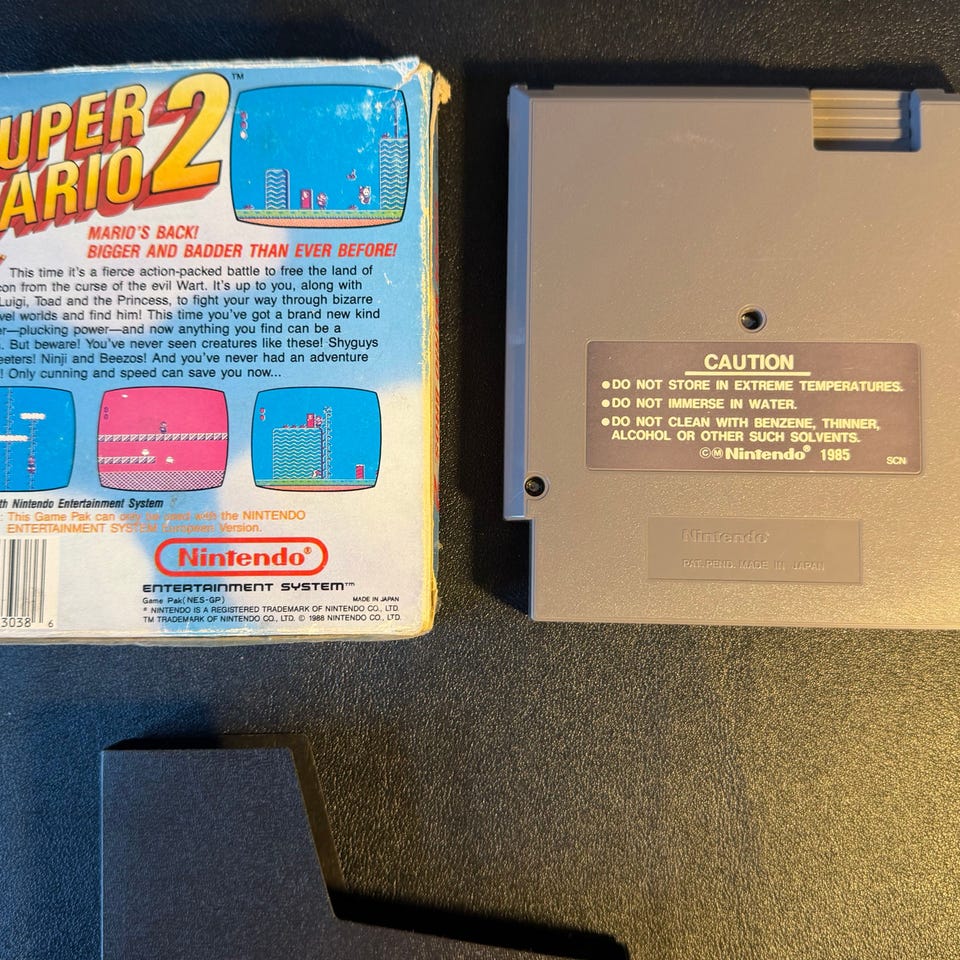 UPER
ARIO 2™
MARIO'S BACK!
BIGGER AND BADDER THAN EVER BEFORE!
This time it's a fierce action-packed battle to free the land of
con from the curse of the evil Wart. It's up to you, along with
Luigi, Toad and the Princess, to fight your way through bizarre
vel worlds and find him! This time you've got a brand new kind
er—plucking power—and now anything you find can be a
. But beware! You've never seen creatures like these! Shyguys
eeters! Ninji and Beezos! And you've never had an adventure
! Only cunning and speed can save you now...
th Nintendo Entertainment System
: This Game Pak can only be used with the NINTENDO
ENTERTAINMENT SYSTEM European Version.
Nintendo®
ENTERTAINMENT SYSTEM™
Game Pak(NES-GP) MADE IN JAPAN
® NINTENDO IS A REGISTERED TRADEMARK OF NINTENDO CO., LTD.
TM TRADEMARK OF NINTENDO CO., LTD. © 1988 NINTENDO CO., LTD.
3038 6
CAUTION
●DO NOT STORE IN EXTREME TEMPERATURES.
●DO NOT IMMERSE IN WATER.
●DO NOT CLEAN WITH BENZENE, THINNER,
ALCOHOL OR OTHER SUCH SOLVENTS.
ⒸⓂNintendo® 1985
SCN
Nintendo®
PAT. PEND. MADE IN JAPAN